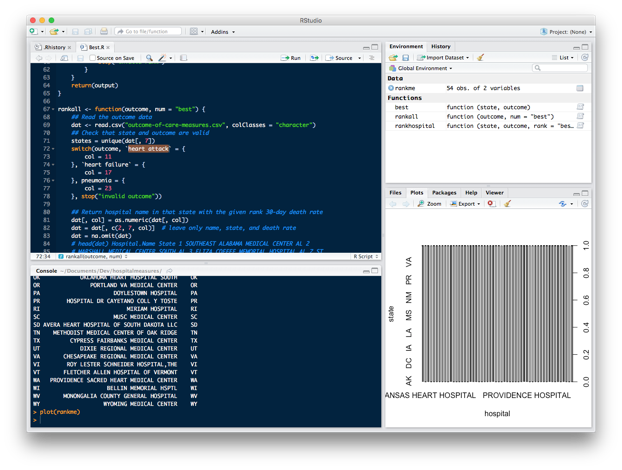 RStudio
Go to file/function
Addins
Project: (None)
.Rhistory
Best.R
Source on Save
Run
Source
62 }
63 }
64 return(output)
65 }
66
67 rankall <- function(outcome, num = "best") {
68 ## Read the outcome data
69 dat <- read.csv("outcome-of-care-measures.csv", colClasses = "character")
70 ## Check that state and outcome are valid
71 states = unique(dat[, 7])
72 switch(outcome, `heart attack` = {
73 col = 11
74 }, `heart failure` = {
75 col = 17
76 }, pneumonia = {
77 col = 23
78 }, stop("invalid outcome"))
79
80 ## Return hospital name in that state with the given rank 30-day death rate
81 dat[, col] = as.numeric(dat[, col])
82 dat = dat[, c(2, 7, col)] # leave only name, state, and death rate
83 dat = na.omit(dat)
84 # head(dat) Hospital.Name State 1 SOUTHEAST ALABAMA MEDICAL CENTER AL Z
85 # MARSHALL MEDICAL CENTER SOUTH AL 3 ELIZA COFFEE MEMORIAL HOSPITAL AL 7 ST
72:34 rankall(outcome, num) R Script
Console ~/Documents/Dev/hospitalmeasures/
OK OKLAHOMA HEART HOSPITAL SOUTH OK
OR PORTLAND VA MEDICAL CENTER OR
PA DOYLESTOWN HOSPITAL PA
PR HOSPITAL DR CAYETANO COLL Y TOSTE PR
RI MIRIAM HOSPITAL RI
SC MUSC MEDICAL CENTER SC
SD AVERA HEART HOSPITAL OF SOUTH DAKOTA LLC SD
TN METHODIST MEDICAL CENTER OF OAK RIDGE TN
TX CYPRESS FAIRBANKS MEDICAL CENTER TX
UT DIXIE REGIONAL MEDICAL CENTER UT
VA CHESAPEAKE REGIONAL MEDICAL CENTER VA
VI ROY LESTER SCHNEIDER HOSPITAL,THE VI
VT FLETCHER ALLEN HOSPITAL OF VERMONT VT
WA PROVIDENCE SACRED HEART MEDICAL CENTER WA
WI BELLIN MEMORIAL HSPTL WI
WV MONONGALIA COUNTY GENERAL HOSPITAL WV
WY WYOMING MEDICAL CENTER WY
> plot(rankme)
>
Environment
History
Import Dataset
List
Global Environment
Data
rankme 54 obs. of 2 variables
Functions
best function (state, outcome)
rankall function (outcome, num = "best")
rankhospital function (state, outcome, rank = "bes…
Files
Plots
Packages
Help
Viewer
Zoom
Export
state
AK DC IA LA MS NM PR VA
0.0 0.2 0.4 0.6 0.8 1.0
ANSAS HEART HOSPITAL PROVIDENCE HOSPITAL
hospital